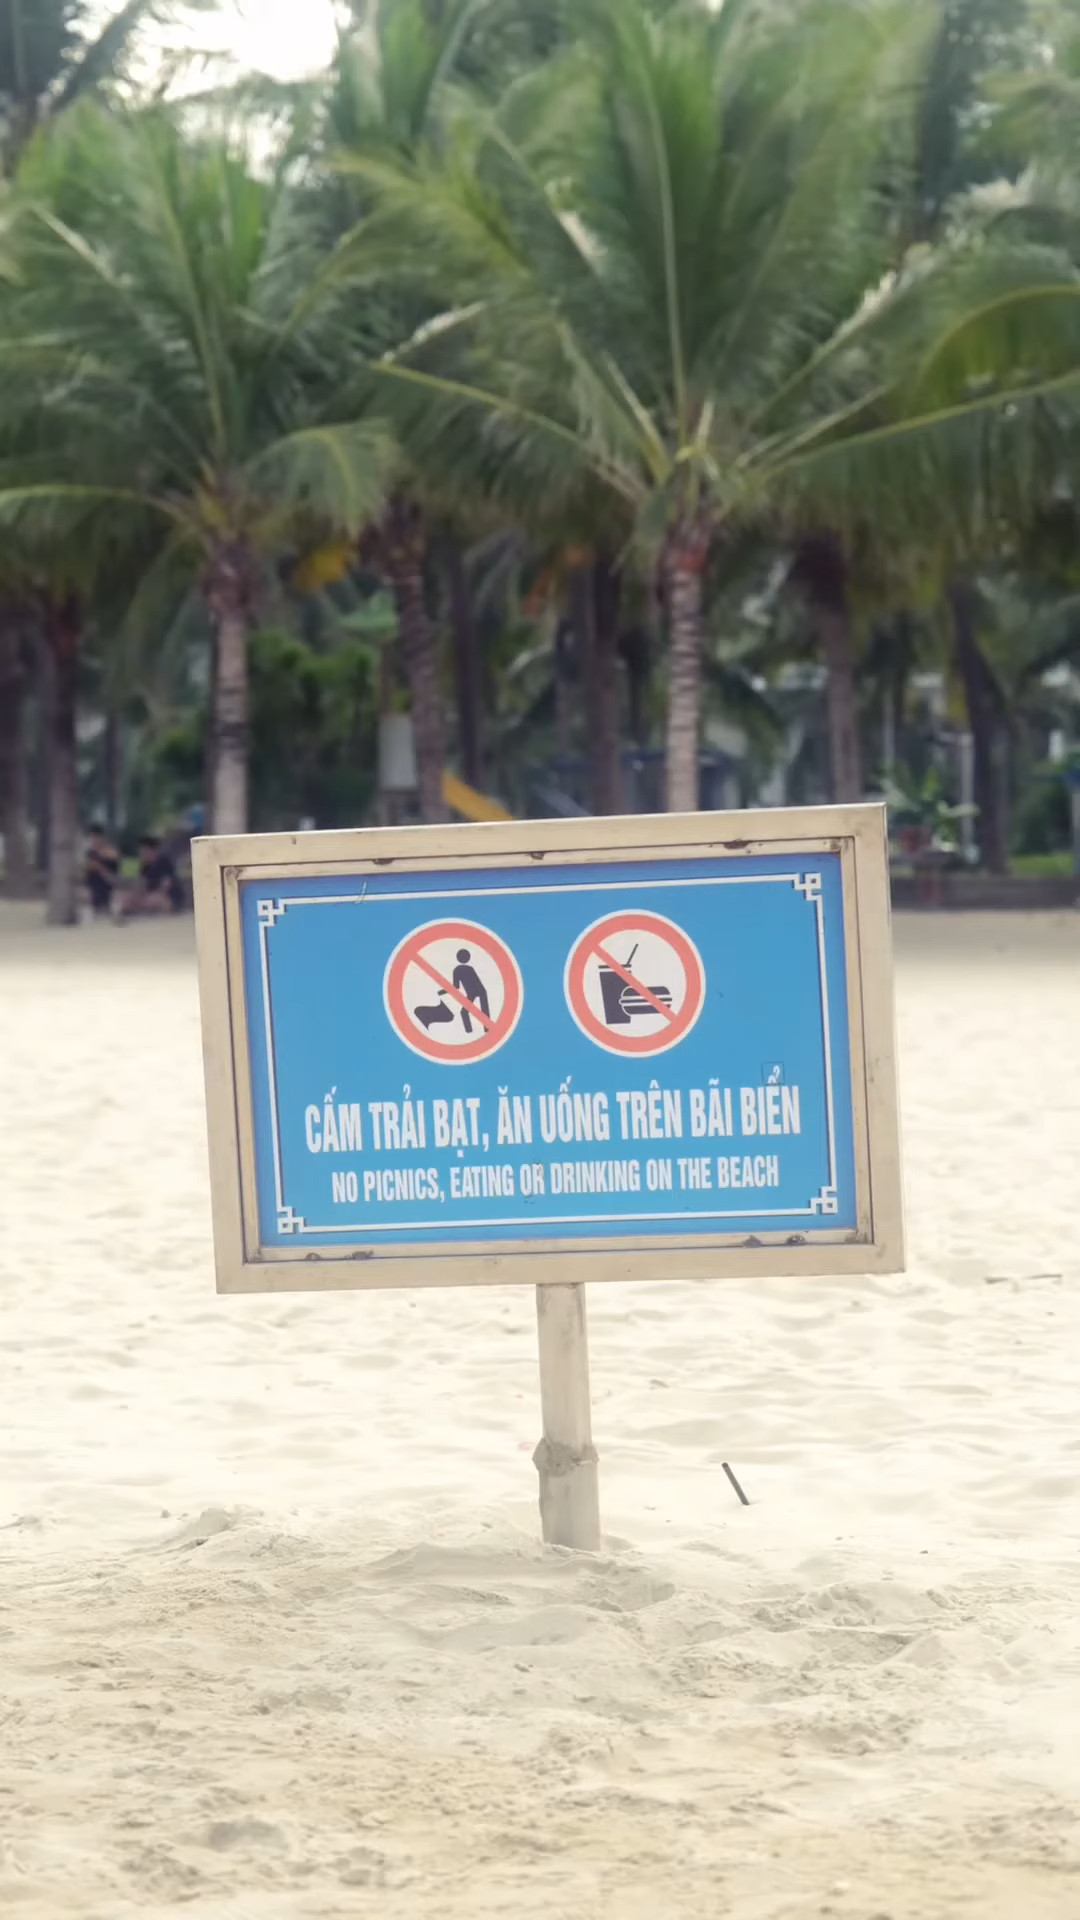 CẤM TRẢI BẠT, ĂN UỐNG TRÊN BÃI BIỂN
NO PICNICS, EATING OR DRINKING ON THE BEACH